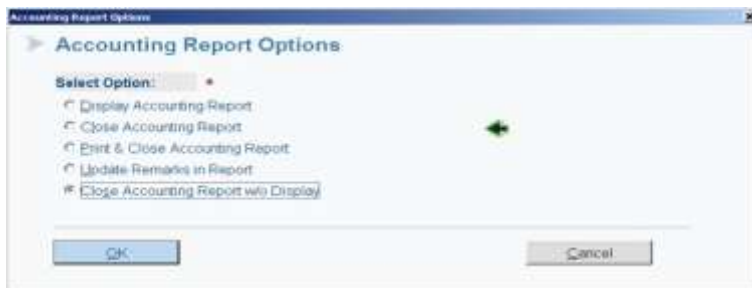 Accounting Report Options
Accounting Report Options
Select Option: *
Display Accounting Report
Close Accounting Report
Print & Close Accounting Report
Update Remarks in Report
Close Accounting Report w/o Display
OK
Cancel